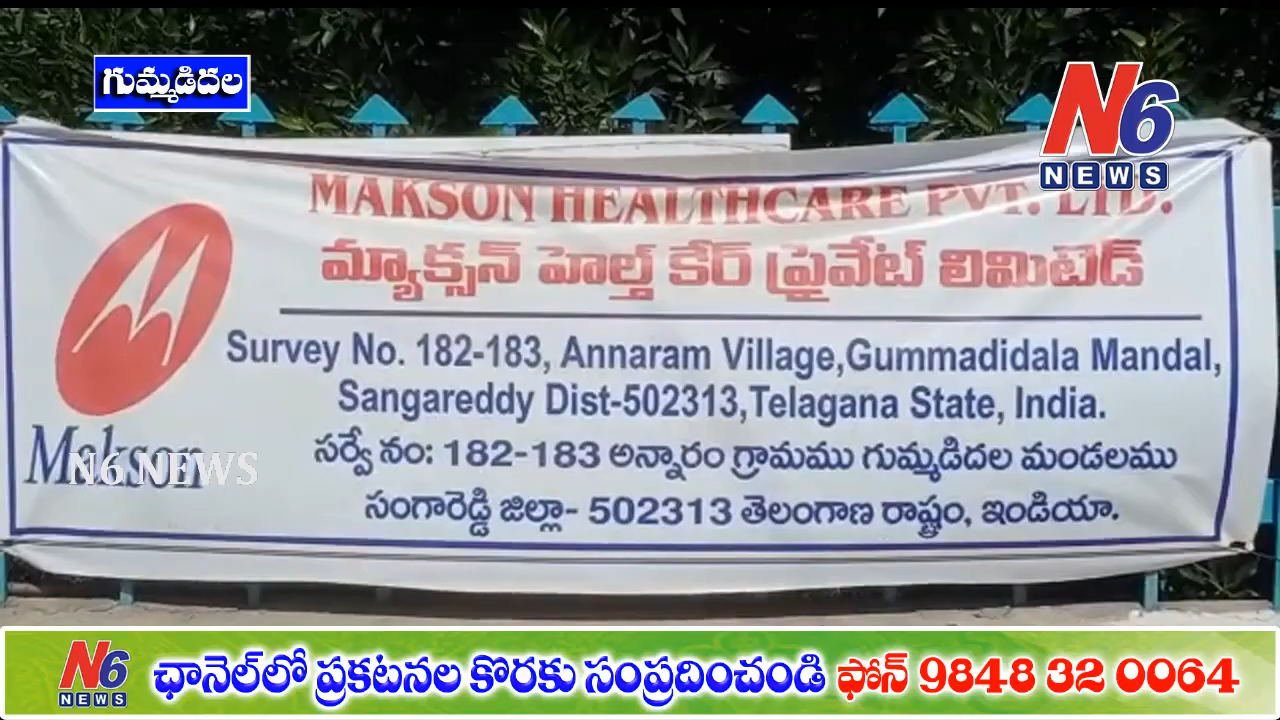 గుమ్మడిదల
N6
NEWS
MAKSON HEALTHCARE PVT. LTD.
మ్యాక్సన్ హెల్త్ కేర్ ప్రైవేట్ లిమిటెడ్
Survey No. 182-183, Annaram Village,Gummadidala Mandal,
Sangareddy Dist-502313,Telagana State, India.
Makson
N6 NEWS
సర్వే నం: 182-183 అన్నారం గ్రామము గుమ్మడిదల మండలము
సంగారెడ్డి జిల్లా- 502313 తెలంగాణ రాష్ట్రం, ఇండియా.
N6
NEWS
ఛానెల్‌లో ప్రకటనల కొరకు సంప్రదించండి ఫోన్ 9848 32 0064